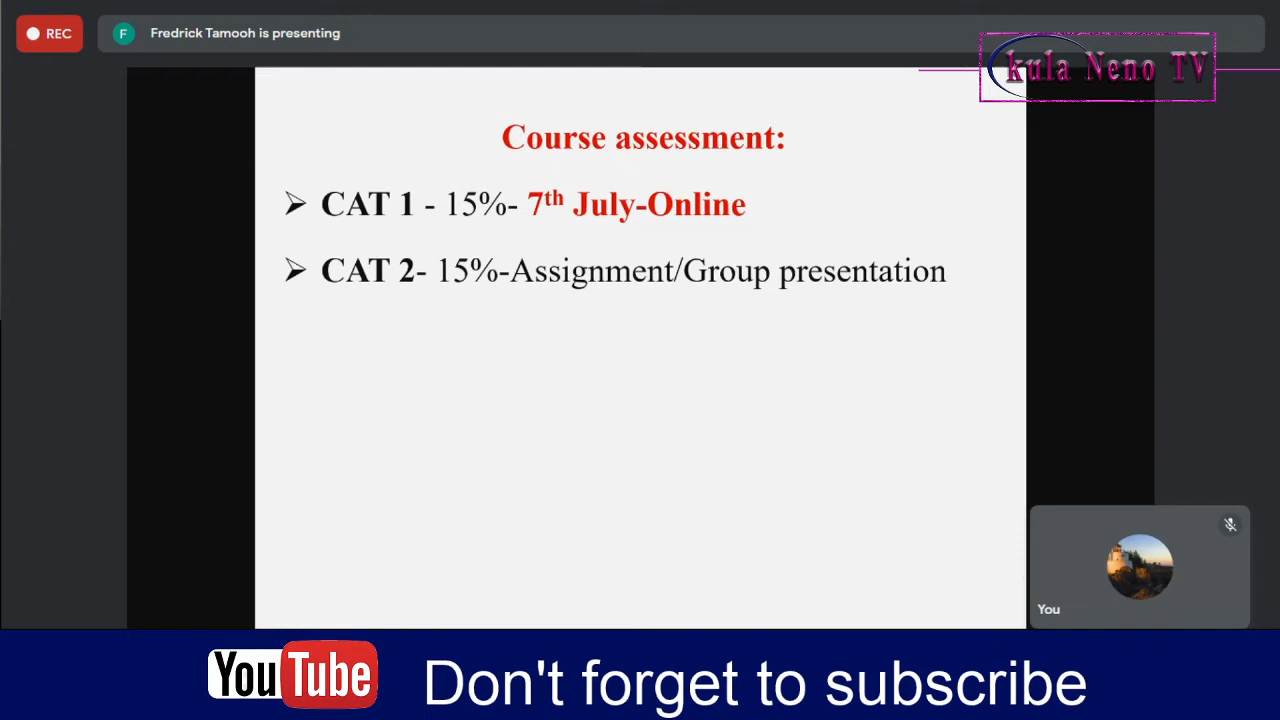 REC
F
Fredrick Tamooh is presenting
kula Neno TV
Course assessment:
➢ CAT 1 - 15%- 7th July-Online
➢ CAT 2- 15%-Assignment/Group presentation
You
YouTube
Don't forget to subscribe